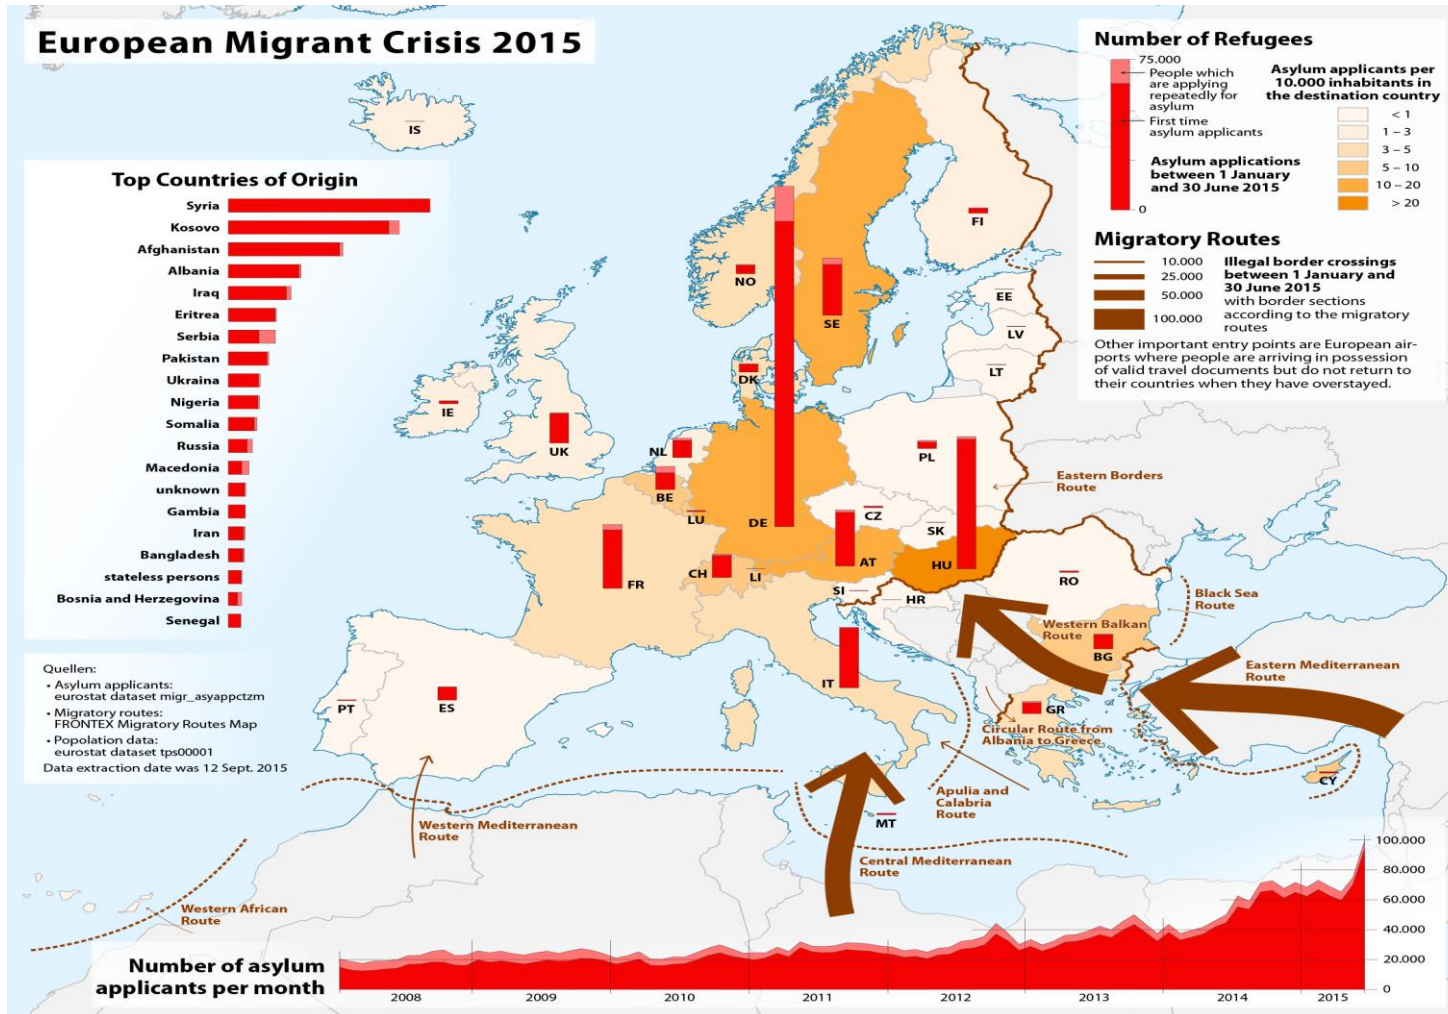 European Migrant Crisis 2015
Number of Refugees
75.000
People which
are applying
repeatedly for
asylum
First time
asylum applicants
Asylum applications
between 1 January
and 30 June 2015
0
Asylum applicants per
10.000 inhabitants in
the destination country
< 1
1 – 3
3 – 5
5 – 10
10 – 20
> 20
Migratory Routes
10.000
25.000
50.000
100.000
Illegal border crossings
between 1 January and
30 June 2015
with border sections
according to the migratory
routes
Other important entry points are European air-
ports where people are arriving in possession
of valid travel documents but do not return to
their countries when they have overstayed.
Top Countries of Origin
Syria
Kosovo
Afghanistan
Albania
Iraq
Eritrea
Serbia
Pakistan
Ukraina
Nigeria
Somalia
Russia
Macedonia
unknown
Gambia
Iran
Bangladesh
stateless persons
Bosnia and Herzegovina
Senegal
Quellen:
• Asylum applicants:
eurostat dataset migr_asyappctzm
• Migratory routes:
FRONTEX Migratory Routes Map
• Popolation data:
eurostat dataset tps00001
Data extraction date was 12 Sept. 2015
IS
FI
NO
SE
EE
LV
LT
DK
IE
UK
NL
PL
BE
LU
DE
CZ
SK
FR
CH
LI
AT
HU
SI
HR
RO
IT
BG
PT
ES
GR
MT
CY
Eastern Borders
Route
Black Sea
Route
Western Balkan
Route
Eastern Mediterranean
Route
Circular Route from
Albania to Greece
Apulia and
Calabria
Route
Central Mediterranean
Route
Western Mediterranean
Route
Western African
Route
Number of asylum
applicants per month
100.000
80.000
60.000
40.000
20.000
0
2008
2009
2010
2011
2012
2013
2014
2015